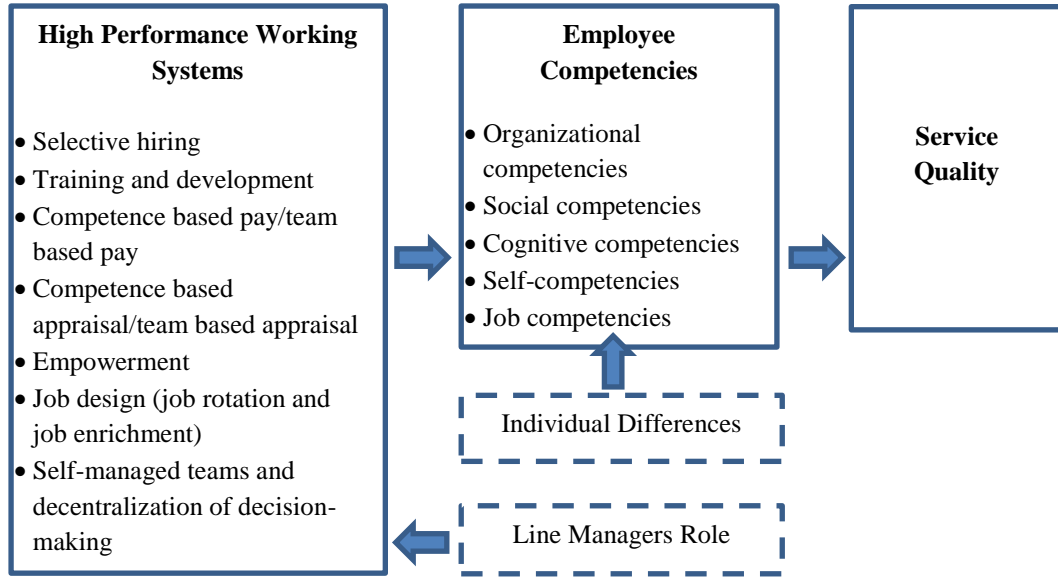 High Performance Working
Systems
• Selective hiring
• Training and development
• Competence based pay/team
based pay
• Competence based
appraisal/team based appraisal
• Empowerment
• Job design (job rotation and
job enrichment)
• Self-managed teams and
decentralization of decision-
making
Employee
Competencies
• Organizational
competencies
• Social competencies
• Cognitive competencies
• Self-competencies
• Job competencies
Service
Quality
Individual Differences
Line Managers Role